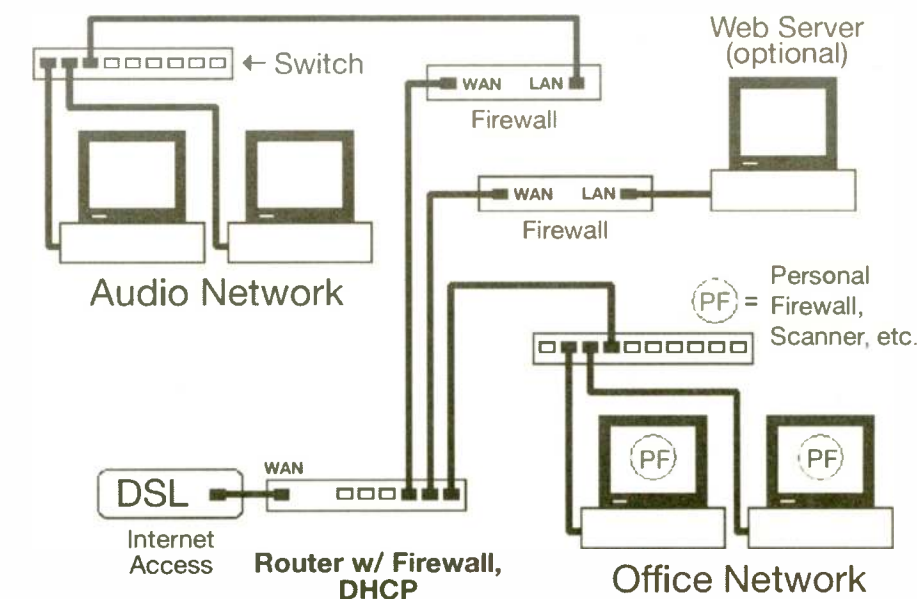 Web Server
(optional)
← Switch
WAN LAN
Firewall
WAN LAN
Firewall
Audio Network
PF = Personal
Firewall,
Scanner, etc.
PF PF
WAN
DSL
Internet
Access
Router w/ Firewall,
DHCP
Office Network